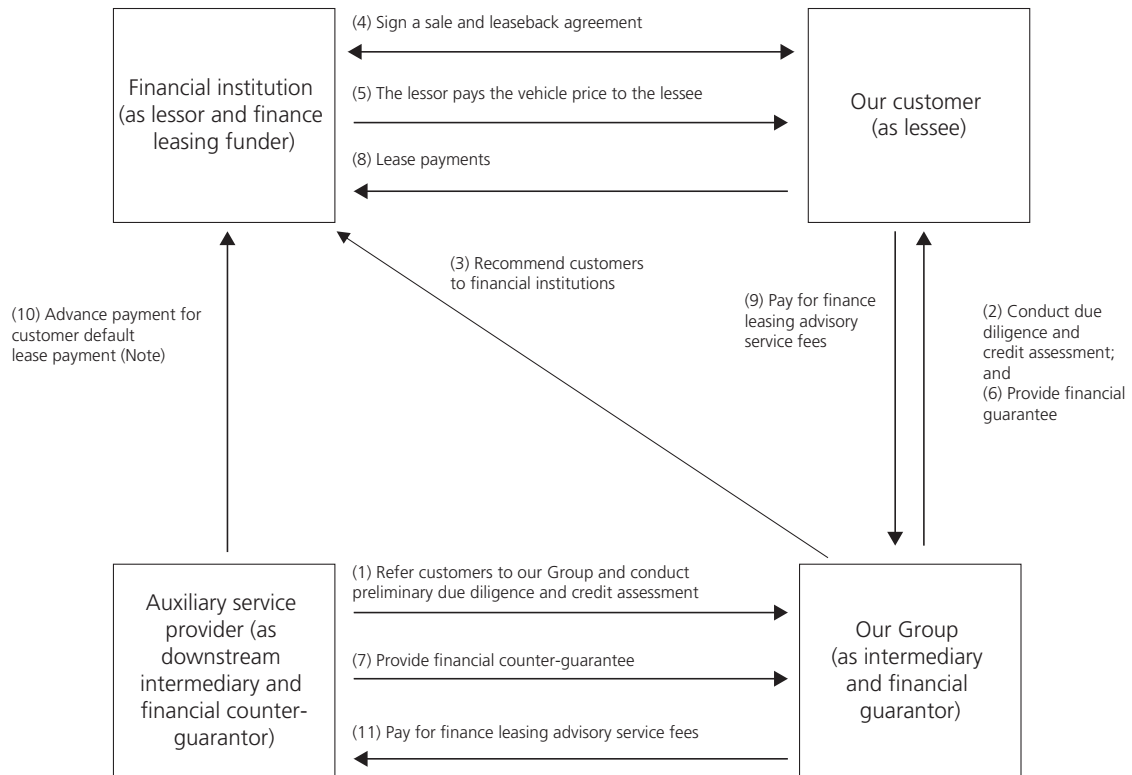 (4) Sign a sale and leaseback agreement
Financial institution
(as lessor and finance
leasing funder)
(5) The lessor pays the vehicle price to the lessee
Our customer
(as lessee)
(8) Lease payments
(3) Recommend customers
to financial institutions
(10) Advance payment for
customer default
lease payment (Note)
(9) Pay for finance
leasing advisory
service fees
(2) Conduct due
diligence and
credit assessment;
and
(6) Provide financial
guarantee
(1) Refer customers to our Group and conduct
preliminary due diligence and credit assessment
Auxiliary service
provider (as
downstream
intermediary and
financial counter-
guarantor)
(7) Provide financial counter-guarantee
Our Group
(as intermediary
and financial
guarantor)
(11) Pay for finance leasing advisory service fees